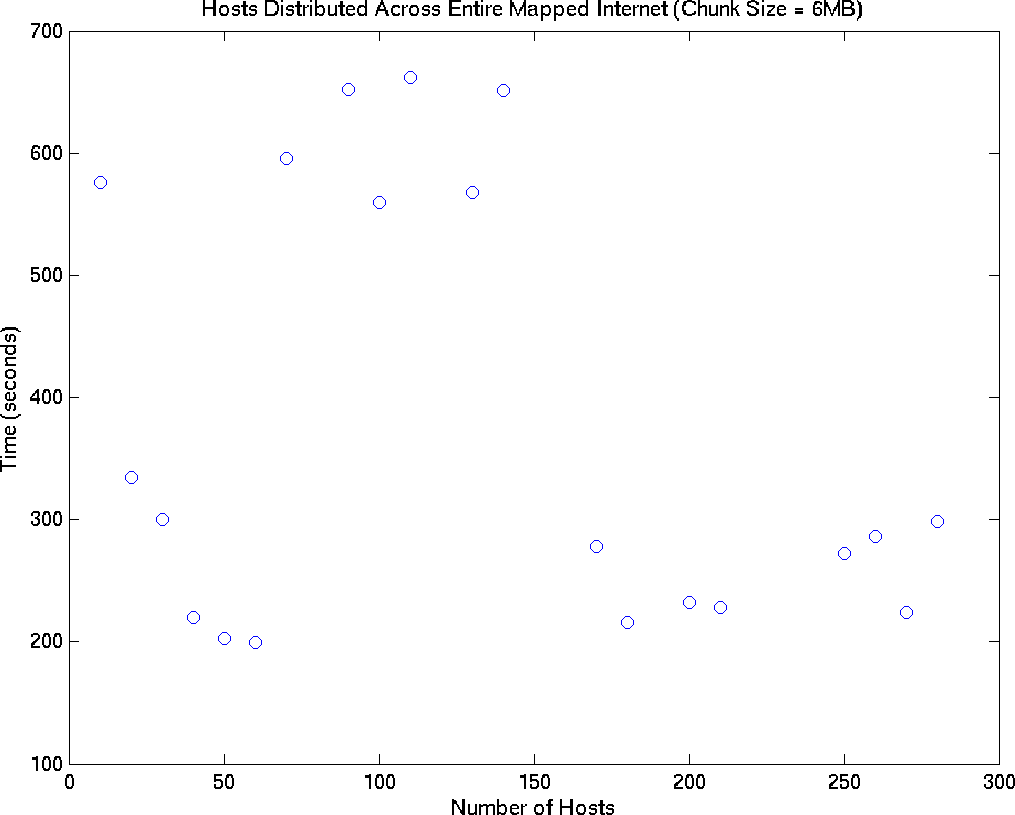 Hosts Distributed Across Entire Mapped Internet (Chunk Size = 6MB)
700
600
500
400
300
200
100
Time (seconds)
0 50 100 150 200 250 300
Number of Hosts